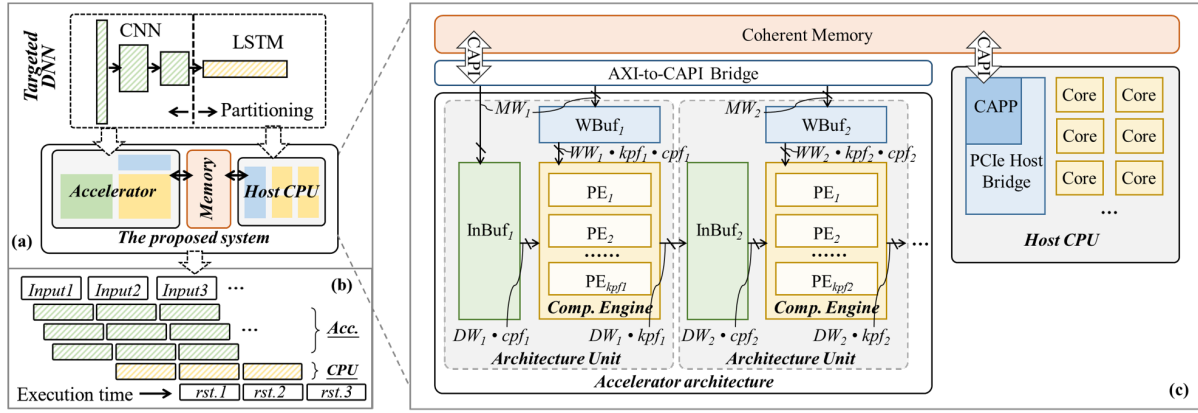 Targeted
DNN
CNN
LSTM
Partitioning
Accelerator
Memory
Host CPU
(a)
The proposed system
(b)
Input1
Input2
Input3
...
...
Acc.
CPU
Execution time
rst.1
rst.2
rst.3
Coherent Memory
CAPI
CAPI
AXI-to-CAPI Bridge
MW1
MW2
WBuf1
WBuf2
WW1 • kpf1 • cpf1
WW2 • kpf2 • cpf2
InBuf1
PE1
PE2
......
PEkpf1
Comp. Engine
InBuf2
PE1
PE2
......
PEkpf2
Comp. Engine
...
DW1 • cpf1
DW1 • kpf1
DW2 • cpf2
DW2 • kpf2
Architecture Unit
Architecture Unit
Accelerator architecture
CAPP
PCIe Host
Bridge
Core
Core
Core
Core
Core
Core
...
Host CPU
(c)